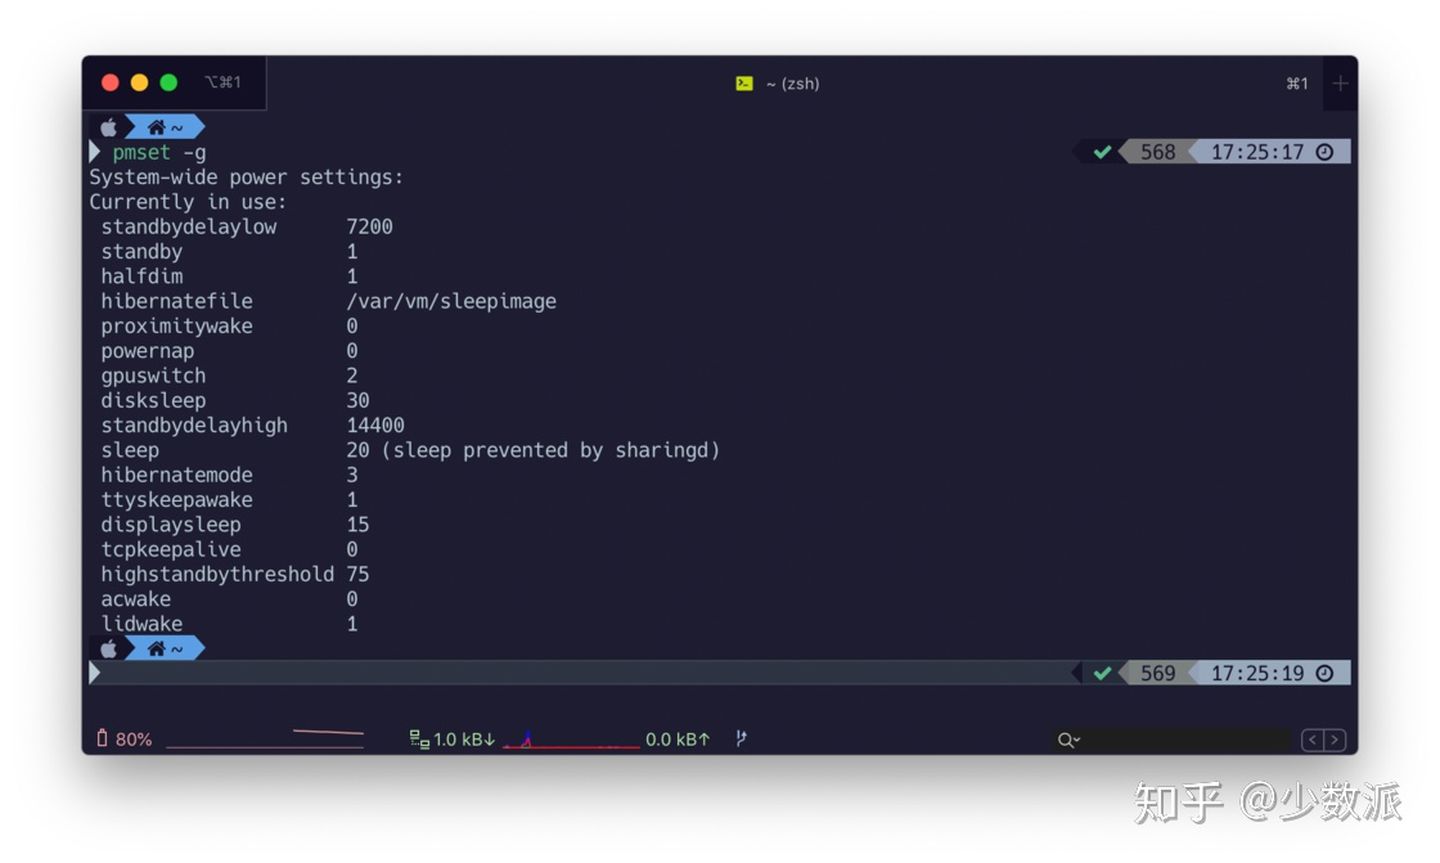 ⌥⌘1 ~ (zsh) ⌘1 +
~
pmset -g 568 17:25:17
System-wide power settings:
Currently in use:
standbydelaylow 7200
standby 1
halfdim 1
hibernatefile /var/vm/sleepimage
proximitywake 0
powernap 0
gpuswitch 2
disksleep 30
standbydelayhigh 14400
sleep 20 (sleep prevented by sharingd)
hibernatemode 3
ttyskeepawake 1
displaysleep 15
tcpkeepalive 0
highstandbythreshold 75
acwake 0
lidwake 1
~
569 17:25:19
80% 1.0 kB↓ 0.0 kB↑
知乎 @少数派